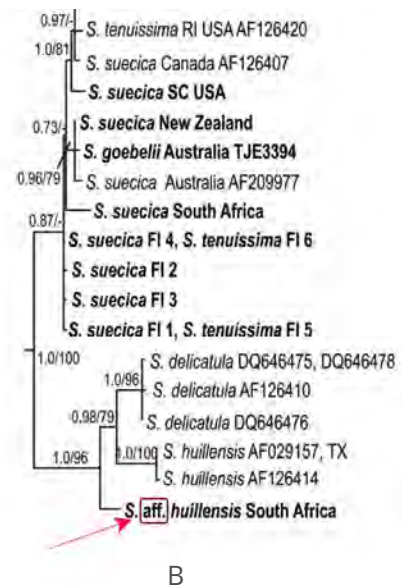 0.97/-
S. tenuissima RI USA AF126420
1.0/81
S. suecica Canada AF126407
S. suecica SC USA
0.73/-
S. suecica New Zealand
S. goebelii Australia TJE3394
0.96/79
S. suecica Australia AF209977
S. suecica South Africa
0.87/-
S. suecica FI 4, S. tenuissima FI 6
S. suecica FI 2
S. suecica FI 3
S. suecica FI 1, S. tenuissima FI 5
1.0/100
S. delicatula DQ646475, DQ646478
1.0/96
S. delicatula AF126410
0.98/79
S. delicatula DQ646476
1.0/100
S. huillensis AF029157, TX
1.0/96
S. huillensis AF126414
S. aff. huillensis South Africa
B